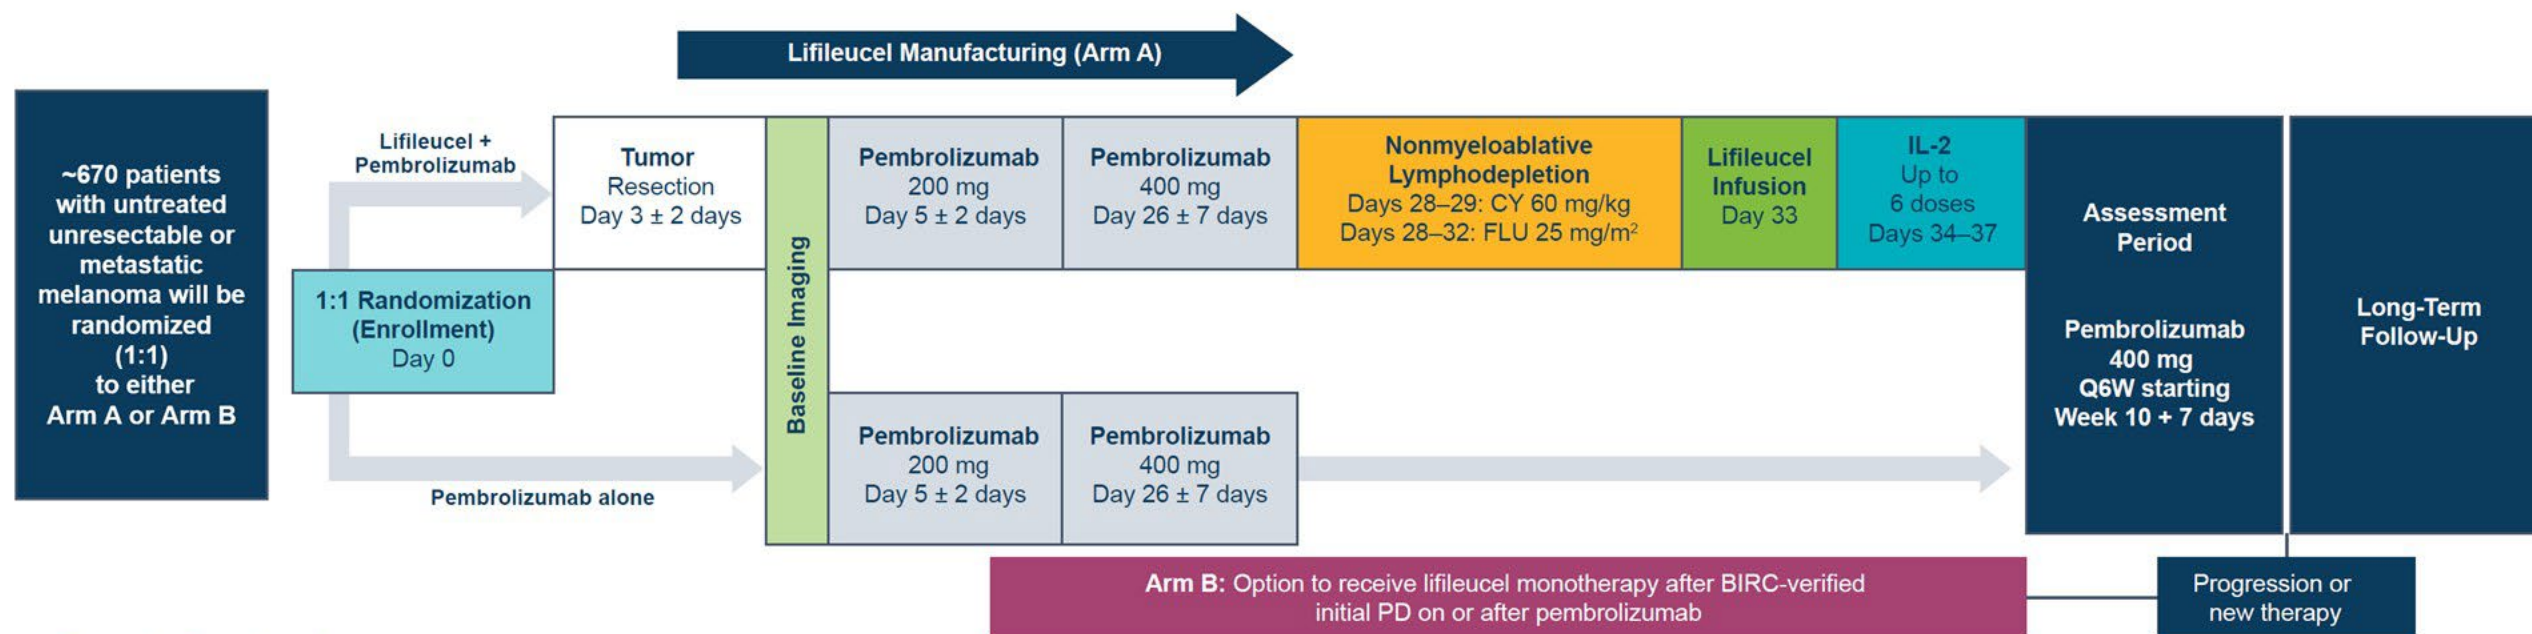 Lifileucel Manufacturing (Arm A)
~670 patients
with untreated
unresectable or
metastatic
melanoma will be
randomized
(1:1)
to either
Arm A or Arm B
Lifileucel +
Pembrolizumab
1:1 Randomization
(Enrollment)
Day 0
Pembrolizumab alone
Tumor
Resection
Day 3 ± 2 days
Baseline Imaging
Pembrolizumab
200 mg
Day 5 ± 2 days
Pembrolizumab
400 mg
Day 26 ± 7 days
Nonmyeloablative
Lymphodepletion
Days 28–29: CY 60 mg/kg
Days 28–32: FLU 25 mg/m²
Lifileucel
Infusion
Day 33
IL-2
Up to
6 doses
Days 34–37
Pembrolizumab
200 mg
Day 5 ± 2 days
Pembrolizumab
400 mg
Day 26 ± 7 days
Assessment
Period
Pembrolizumab
400 mg
Q6W starting
Week 10 + 7 days
Long-Term
Follow-Up
Arm B: Option to receive lifileucel monotherapy after BIRC-verified
initial PD on or after pembrolizumab
Progression or
new therapy